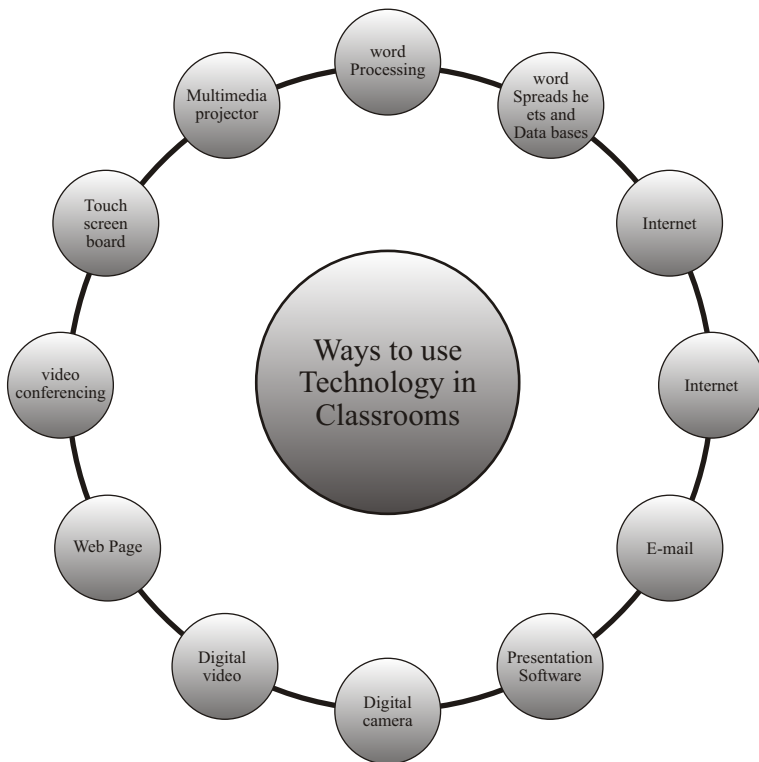 word
Processing
word
Spreads he
ets and
Data bases
Internet
Internet
E-mail
Presentation
Software
Digital
camera
Digital
video
Web Page
video
conferencing
Touch
screen
board
Multimedia
projector
Ways to use
Technology in
Classrooms